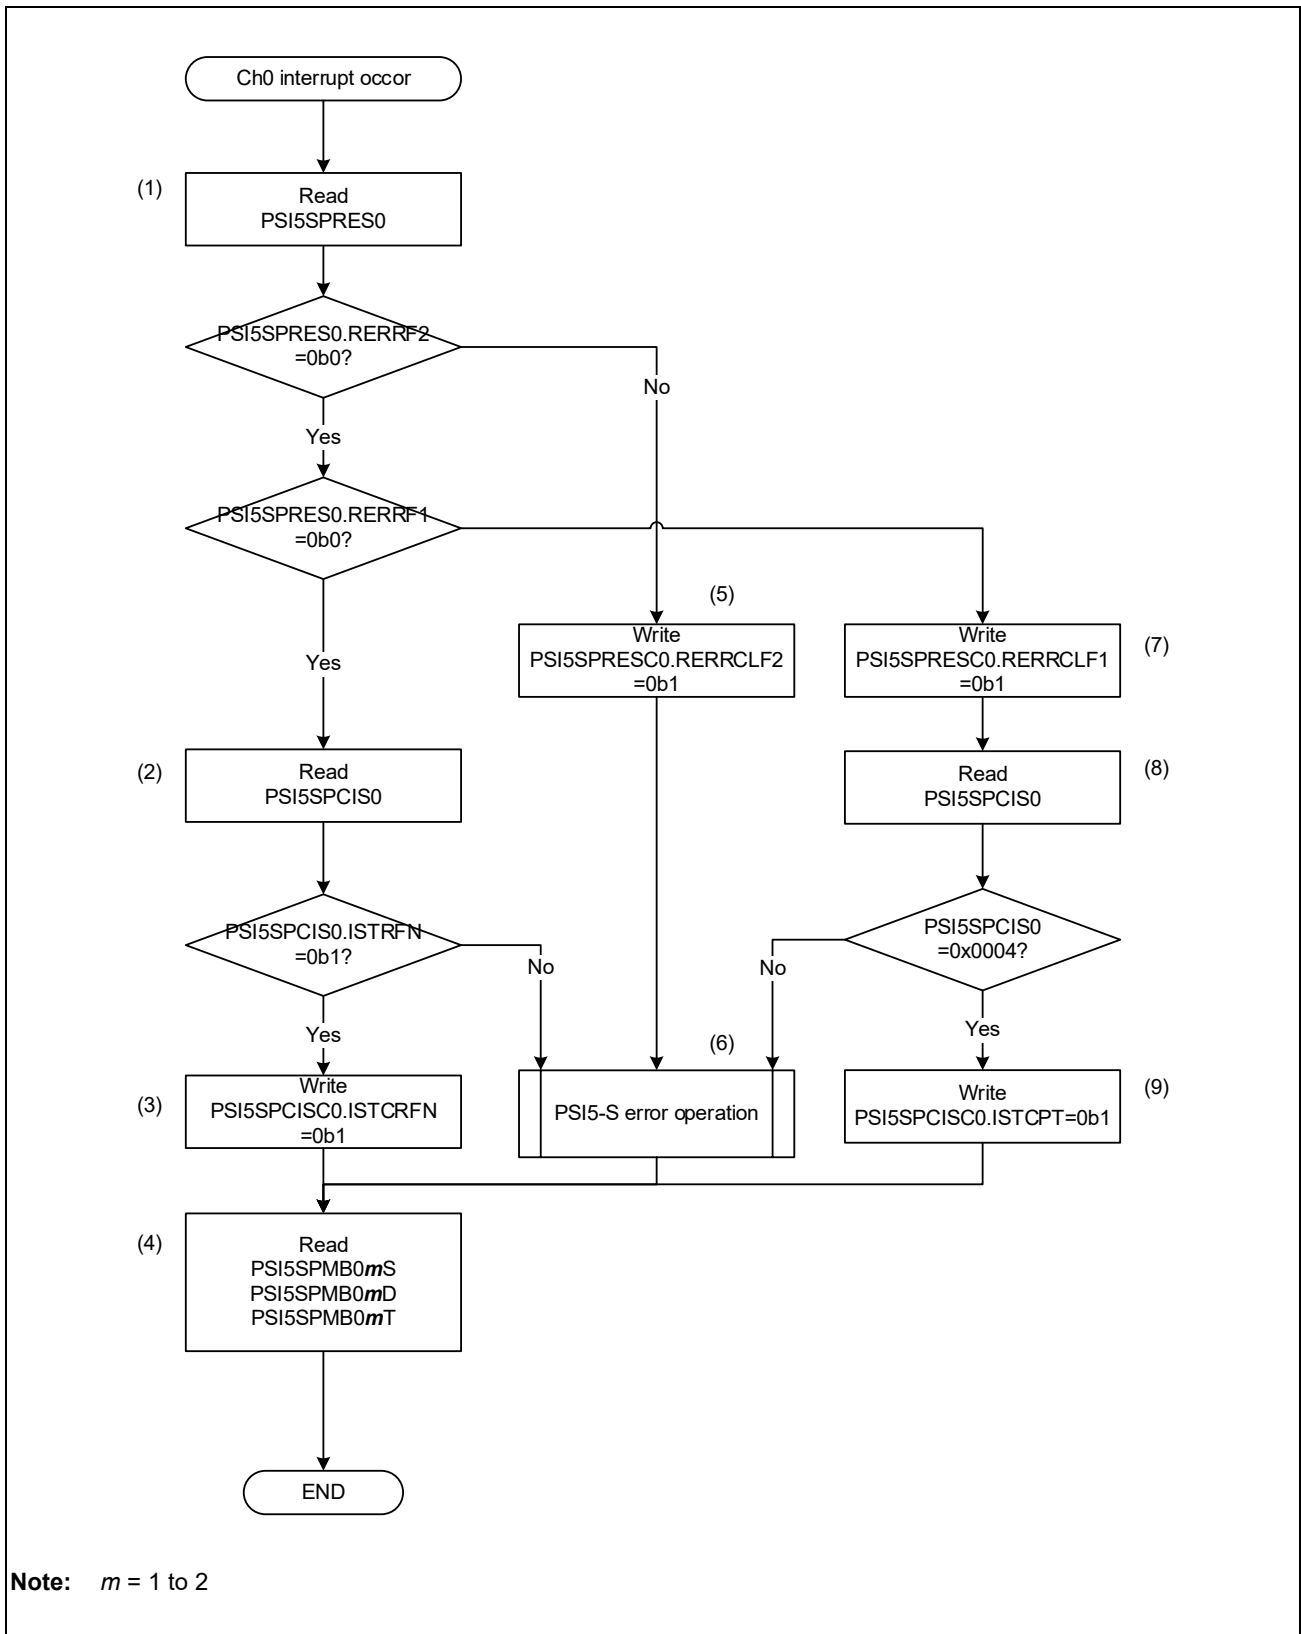 Ch0 interrupt occor
(1)
Read
PSI5SPRES0
PSI5SPRES0.RERRF2
=0b0?
No
Yes
PSI5SPRES0.RERRF1
=0b0?
Yes
(5)
Write
PSI5SPRESC0.RERRCLF2
=0b1
Write
PSI5SPRESC0.RERRCLF1
=0b1
(7)
(2)
Read
PSI5SPCIS0
Read
PSI5SPCIS0
(8)
PSI5SPCIS0.ISTRFN
=0b1?
No
Yes
PSI5SPCIS0
=0x0004?
No
Yes
(3)
Write
PSI5SPCISC0.ISTCRFN
=0b1
(6)
PSI5-S error operation
Write
PSI5SPCISC0.ISTCPT=0b1
(9)
(4)
Read
PSI5SPMB0mS
PSI5SPMB0mD
PSI5SPMB0mT
END
Note: m = 1 to 2